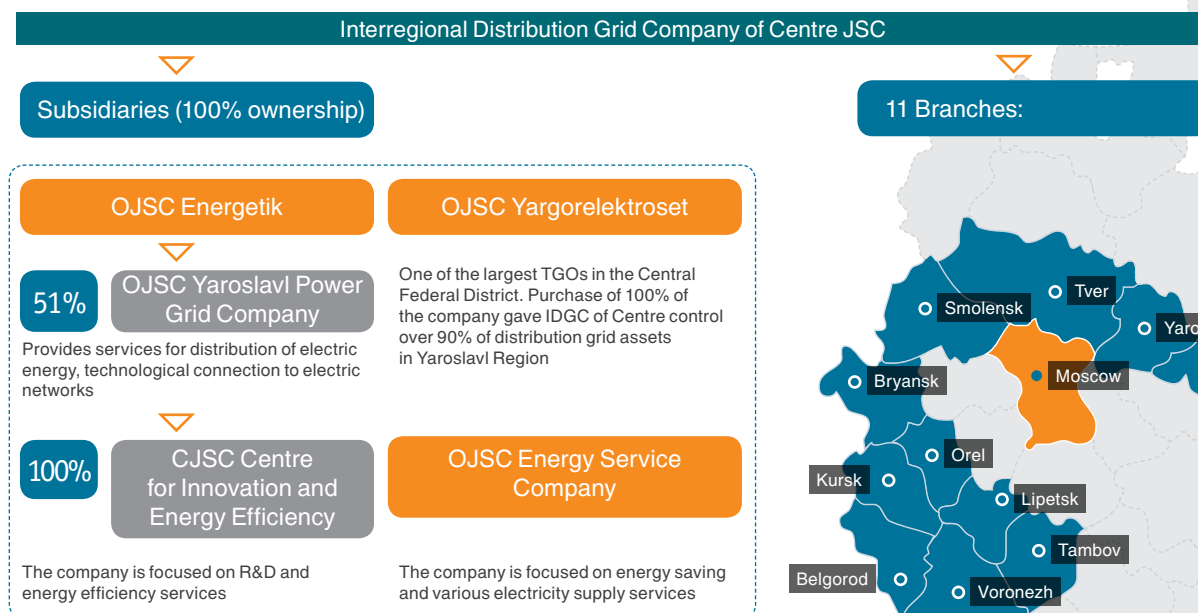 Interregional Distribution Grid Company of Centre JSC
Subsidiaries (100% ownership)
11 Branches:
OJSC Energetik
OJSC Yargorelektroset
51%
OJSC Yaroslavl Power
Grid Company
Provides services for distribution of electric
energy, technological connection to electric
networks
One of the largest TGOs in the Central
Federal District. Purchase of 100% of
the company gave IDGC of Centre control
over 90% of distribution grid assets
in Yaroslavl Region
100%
CJSC Centre
for Innovation and
Energy Efficiency
OJSC Energy Service
Company
The company is focused on R&D and
energy efficiency services
The company is focused on energy saving
and various electricity supply services
Tver
Smolensk
Yaro
Moscow
Bryansk
Orel
Kursk
Lipetsk
Tambov
Belgorod
Voronezh